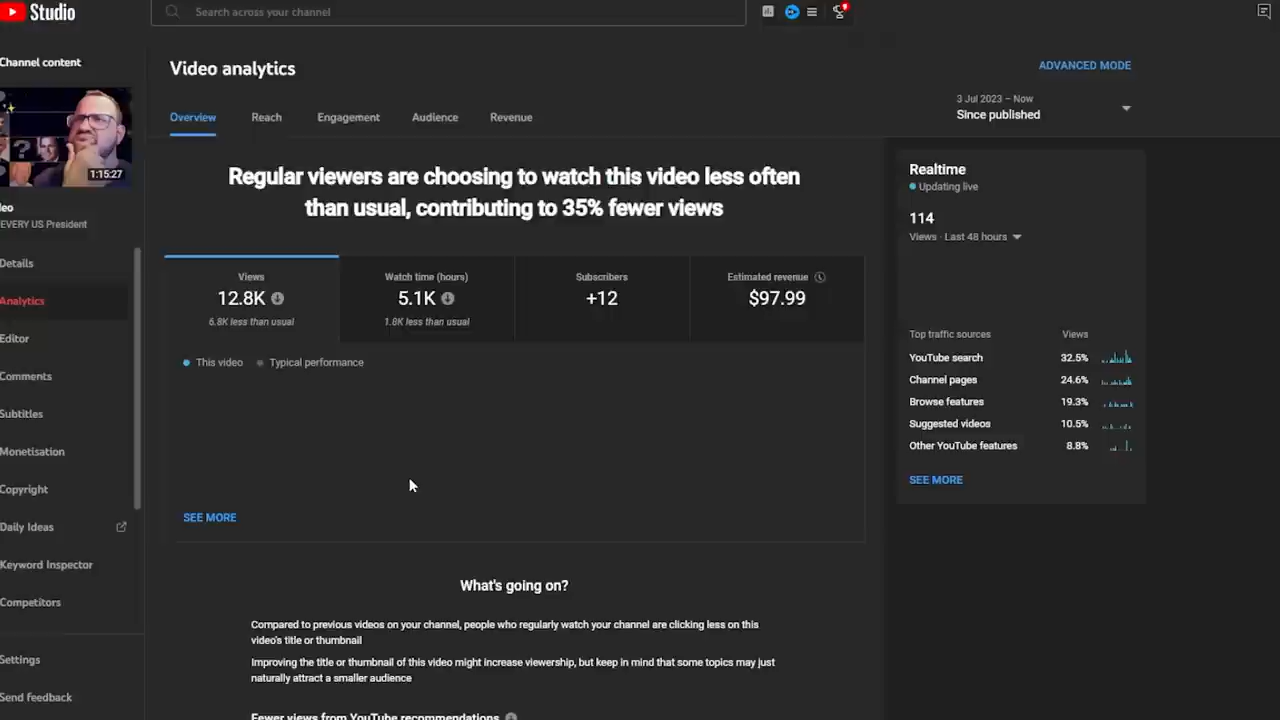 Studio
Search across your channel
Channel content
Video analytics
ADVANCED MODE
3 Jul 2023 – Now
Since published
Overview
Reach
Engagement
Audience
Revenue
1:15:27
eo
EVERY US President
Details
Analytics
Editor
Comments
Subtitles
Monetisation
Copyright
Daily Ideas
Keyword Inspector
Competitors
Settings
Send feedback
Regular viewers are choosing to watch this video less often
than usual, contributing to 35% fewer views
Views
12.8K
6.8K less than usual
Watch time (hours)
5.1K
1.8K less than usual
Subscribers
+12
Estimated revenue
$97.99
This video
Typical performance
SEE MORE
What's going on?
Compared to previous videos on your channel, people who regularly watch your channel are clicking less on this
video's title or thumbnail
Improving the title or thumbnail of this video might increase viewership, but keep in mind that some topics may just
naturally attract a smaller audience
Fewer views from YouTube recommendations
Realtime
Updating live
114
Views · Last 48 hours
Top traffic sources Views
YouTube search 32.5%
Channel pages 24.6%
Browse features 19.3%
Suggested videos 10.5%
Other YouTube features 8.8%
SEE MORE